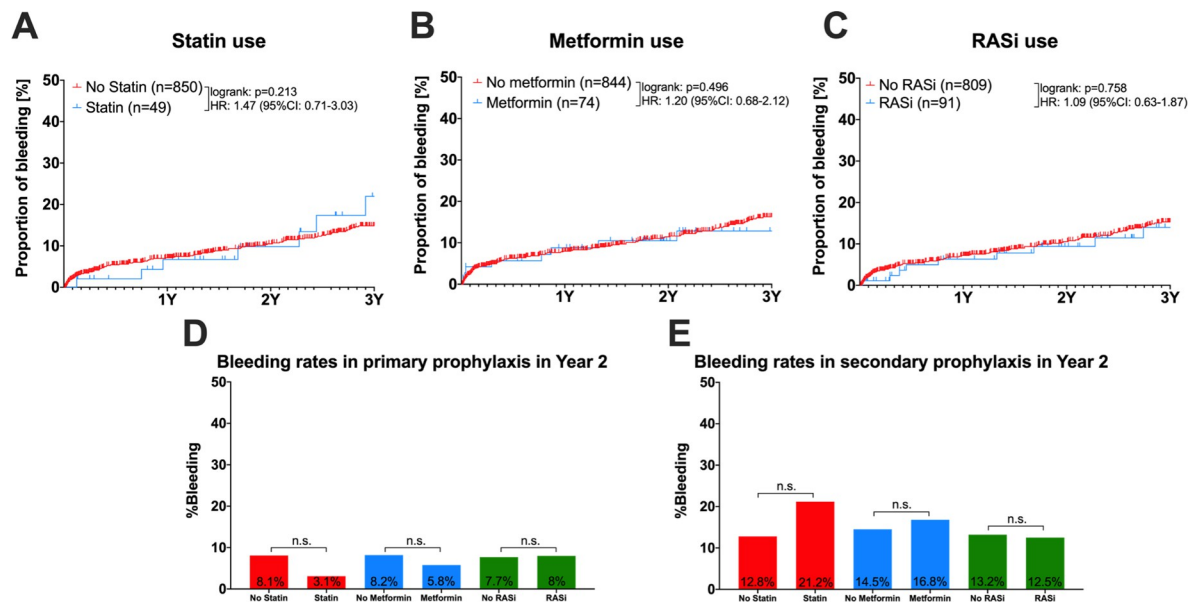 A
Statin use
Proportion of bleeding [%]
50
40
30
20
10
0
No Statin (n=850)
Statin (n=49)
logrank: p=0.213
HR: 1.47 (95%CI: 0.71-3.03)
1Y
2Y
3Y
B
Metformin use
Proportion of bleeding [%]
50
40
30
20
10
0
No metformin (n=844)
Metformin (n=74)
logrank: p=0.496
HR: 1.20 (95%CI: 0.68-2.12)
1Y
2Y
3Y
C
RASi use
Proportion of bleeding [%]
50
40
30
20
10
0
No RASi (n=809)
RASi (n=91)
logrank: p=0.758
HR: 1.09 (95%CI: 0.63-1.87)
1Y
2Y
3Y
D
Bleeding rates in primary prophylaxis in Year 2
%Bleeding
50
40
30
20
10
0
n.s.
n.s.
n.s.
8.1%
3.1%
8.2%
5.8%
7.7%
8%
No Statin
Statin
No Metformin
Metformin
No RASi
RASi
E
Bleeding rates in secondary prophylaxis in Year 2
%Bleeding
50
40
30
20
10
0
n.s.
n.s.
n.s.
12.8%
21.2%
14.5%
16.8%
13.2%
12.5%
No Statin
Statin
No Metformin
Metformin
No RASi
RASi